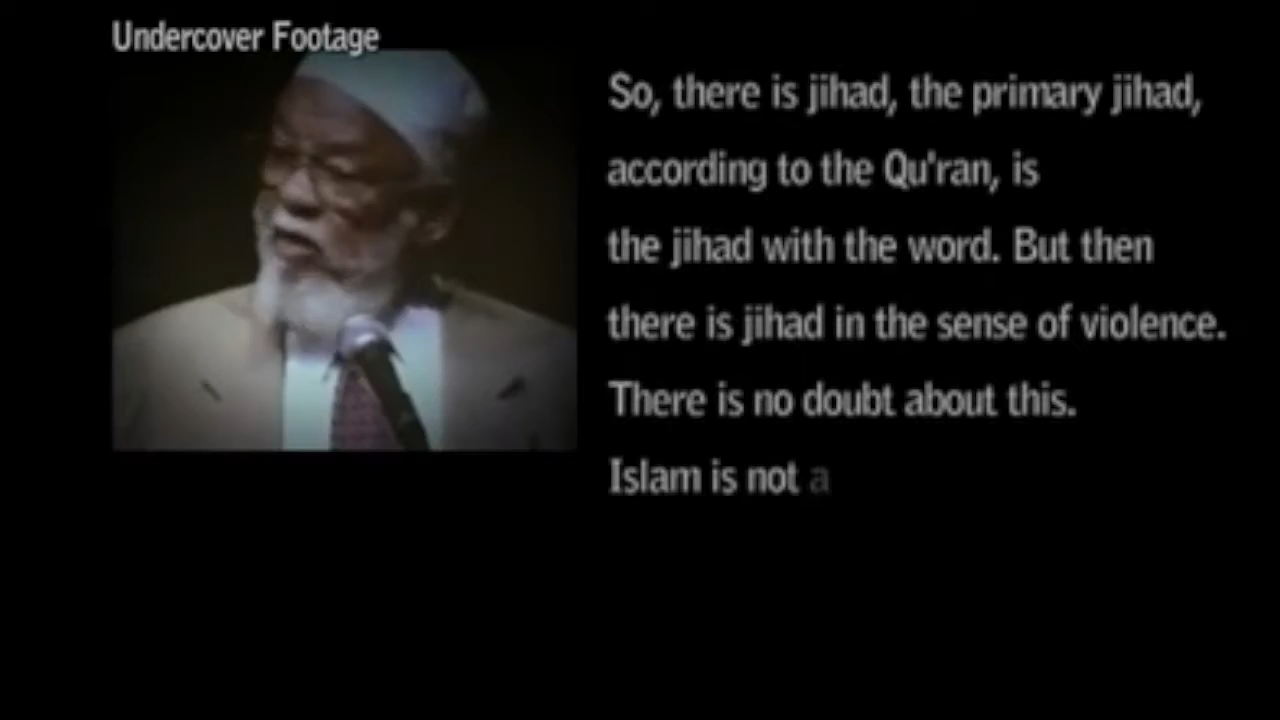 Undercover Footage
So, there is jihad, the primary jihad,
according to the Qu'ran, is
the jihad with the word. But then
there is jihad in the sense of violence.
There is no doubt about this.
Islam is not a